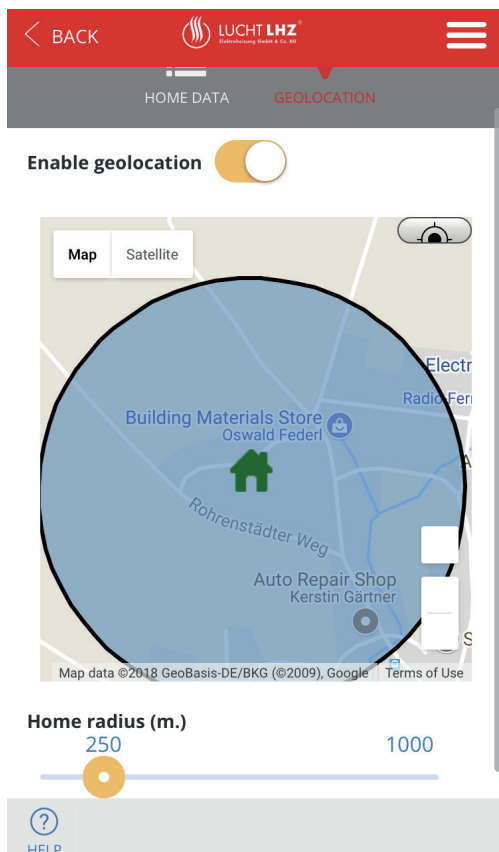 BACK
LUCHT LHZ®
Elektroheizung GmbH & Co. KG
HOME DATA
GEOLOCATION
Enable geolocation
Map
Satellite
Electr
Radio Fer
Building Materials Store
Oswald Federl
A
Rohrenstädter Weg
Auto Repair Shop
Kerstin Gärtner
S
Map data ©2018 GeoBasis-DE/BKG (©2009), Google
Terms of Use
Home radius (m.)
250
1000
HELP